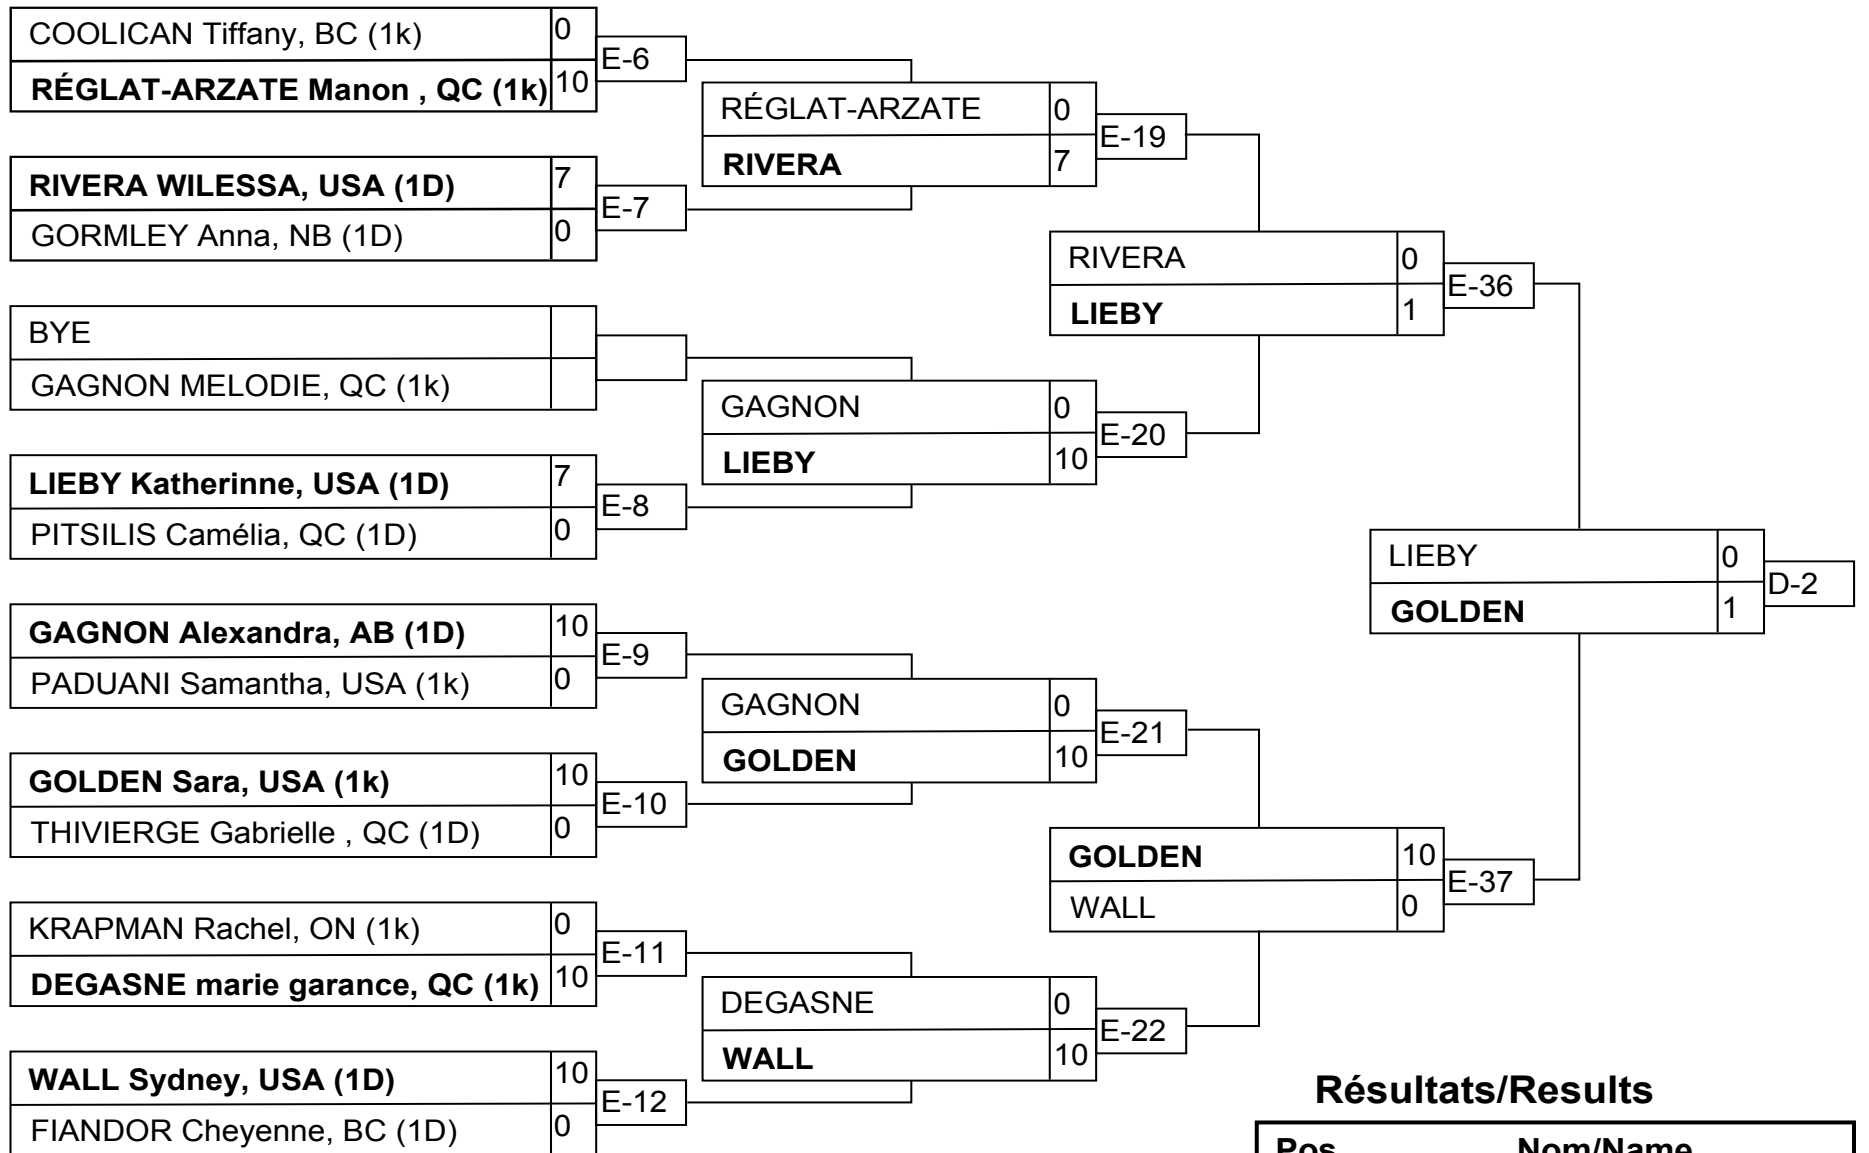 COOLICAN Tiffany, BC (1k) 0
E-6
RÉGLAT-ARZATE Manon , QC (1k) 10
RIVERA WILESSA, USA (1D) 7
E-7
GORMLEY Anna, NB (1D) 0
BYE
GAGNON MELODIE, QC (1k)
LIEBY Katherinne, USA (1D) 7
E-8
PITSILIS Camélia, QC (1D) 0
GAGNON Alexandra, AB (1D) 10
E-9
PADUANI Samantha, USA (1k) 0
GOLDEN Sara, USA (1k) 10
E-10
THIVIERGE Gabrielle , QC (1D) 0
KRAPMAN Rachel, ON (1k) 0
E-11
DEGASNE marie garance, QC (1k) 10
WALL Sydney, USA (1D) 10
E-12
FIANDOR Cheyenne, BC (1D) 0
RÉGLAT-ARZATE 0
E-19
RIVERA 7
GAGNON 0
E-20
LIEBY 10
GAGNON 0
E-21
GOLDEN 10
DEGASNE 0
E-22
WALL 10
RIVERA 0
E-36
LIEBY 1
GOLDEN 10
E-37
WALL 0
LIEBY 0
D-2
GOLDEN 1
Résultats/Results
Pos Nom/Name